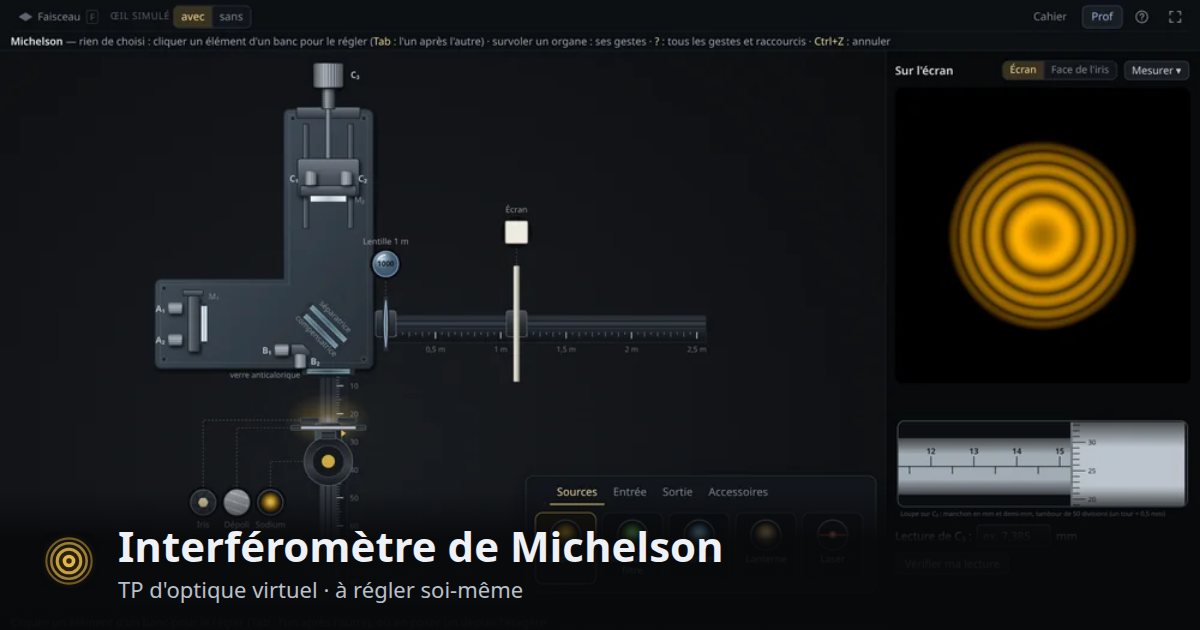 Faisceau F ŒIL SIMULÉ avec sans Cahier Prof ?
Michelson — rien de choisi : cliquer un élément d'un banc pour le régler (Tab : l'un après l'autre) · survoler un organe : ses gestes · ? : tous les gestes et raccourcis · Ctrl+Z : annuler
Sur l'écran Écran Face de l'iris Mesurer ▾
C₃
C₁ C₂
M₂
Écran
Lentille 1 m
1000
M₁
A₁
A₂
séparatrice
compensatrice
B₁
B₂
0,5 m 1 m 1,5 m 2 m 2,5 m
verre anticalorique
10
20
30
40
50
Iris Dépoli Sodium
Sources Entrée Sortie Accessoires
Lanterne Laser
12 13 14 15
30
25
20
Loupe sur C₃ : manchon en mm et demi-mm, tambour de 50 divisions (un tour = 0,5 mm)
Lecture de C₃ : ex. 7,385 mm
Vérifier ma lecture
Interféromètre de Michelson
TP d'optique virtuel · à régler soi-même